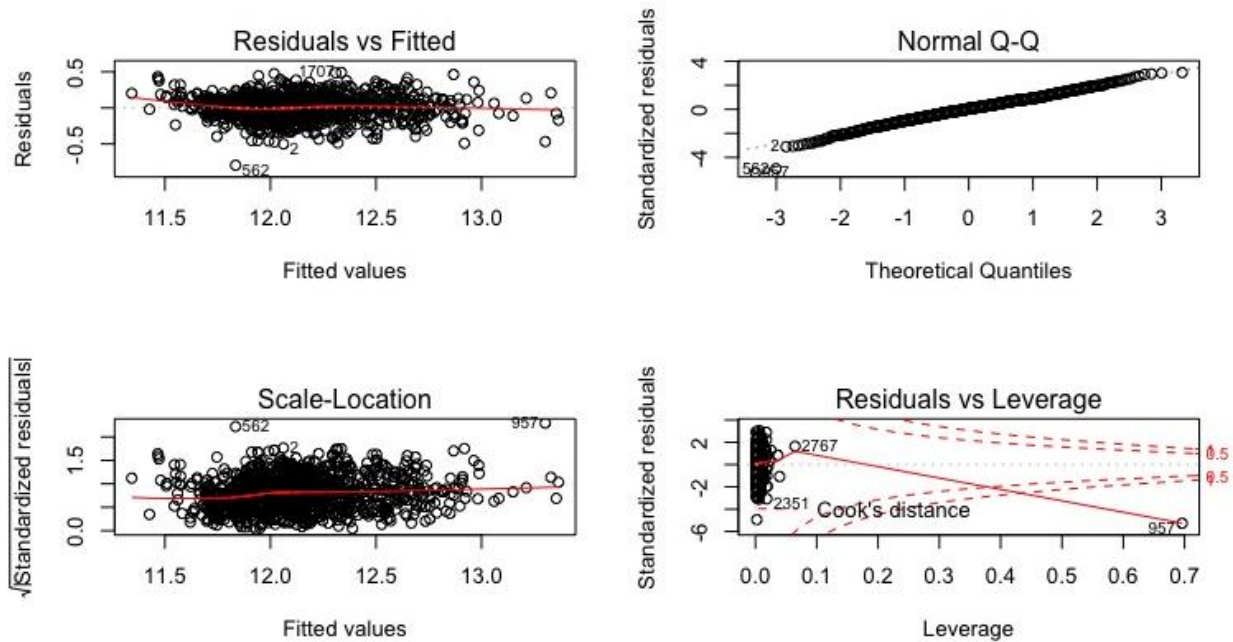 Residuals vs Fitted
Residuals
0.5
-0.5
1707
2
562
11.5 12.0 12.5 13.0
Fitted values
Normal Q-Q
Standardized residuals
4
0
-4
2
562
-3 -2 -1 0 1 2 3
Theoretical Quantiles
Scale-Location
√|Standardized residuals|
1.5
0.0
562
2
957
11.5 12.0 12.5 13.0
Fitted values
Residuals vs Leverage
Standardized residuals
2
-2
-6
2767
2351
Cook's distance
957
1
0.5
0.5
1
0.0 0.1 0.2 0.3 0.4 0.5 0.6 0.7
Leverage